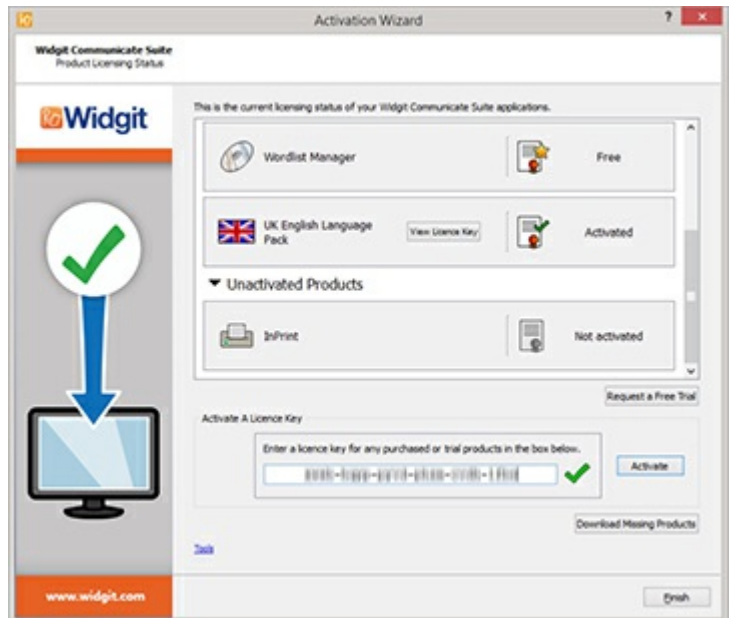 Activation Wizard
?
×
Widgit Communicate Suite
Product Licensing Status
Widgit
This is the current licensing status of your Widgit Communicate Suite applications.
Wordlist Manager
Free
UK English Language
Pack
View Licence Key
Activated
Unactivated Products
InPrint
Not activated
Request a Free Trial
Activate A Licence Key
Enter a licence key for any purchased or trial products in the box below.
Activate
Download Missing Products
Tools
www.widgit.com
Finish